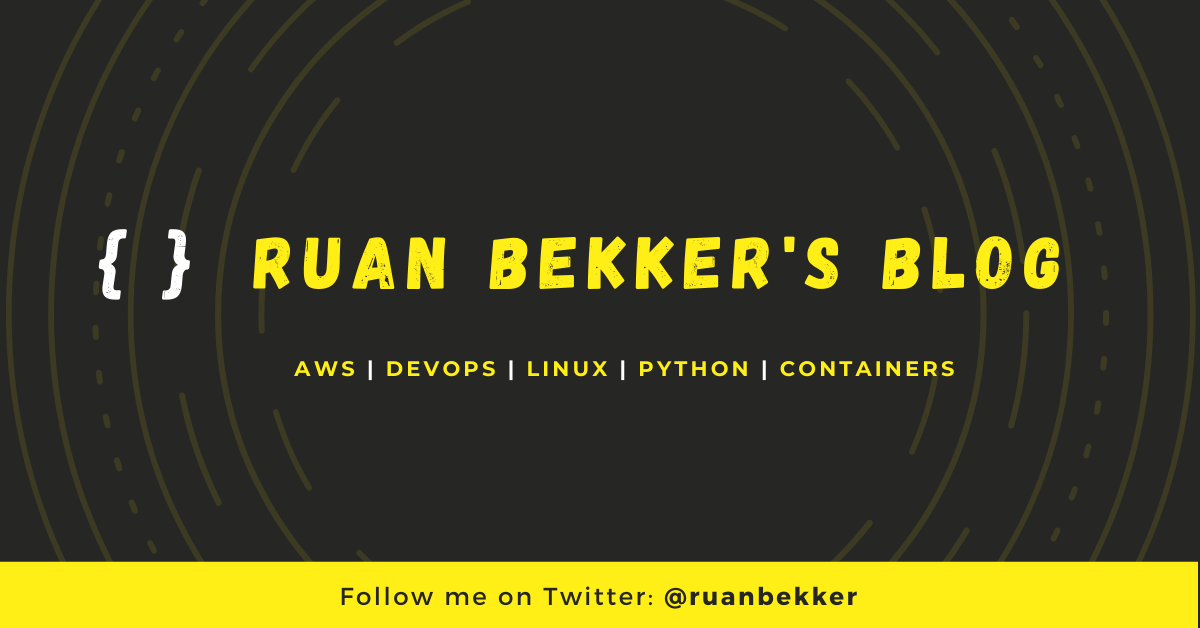 { } RUAN BEKKER'S BLOG
AWS | DEVOPS | LINUX | PYTHON | CONTAINERS
Follow me on Twitter: @ruanbekker